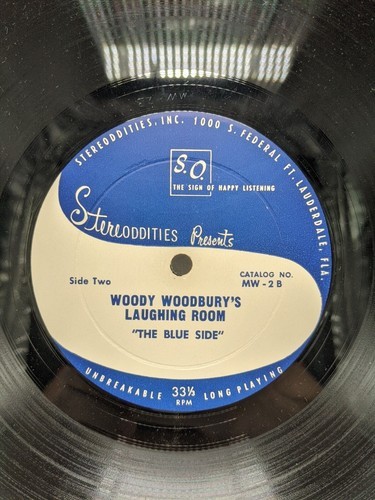 STEREODDITIES, INC. 1000 S. FEDERAL FT. LAUDERDALE, FLA.
S.O.
THE SIGN OF HAPPY LISTENING
STEREODDITIES Presents
Side Two
CATALOG NO.
MW-2B
WOODY WOODBURY'S
LAUGHING ROOM
"THE BLUE SIDE"
UNBREAKABLE 33⅓ RPM LONG PLAYING